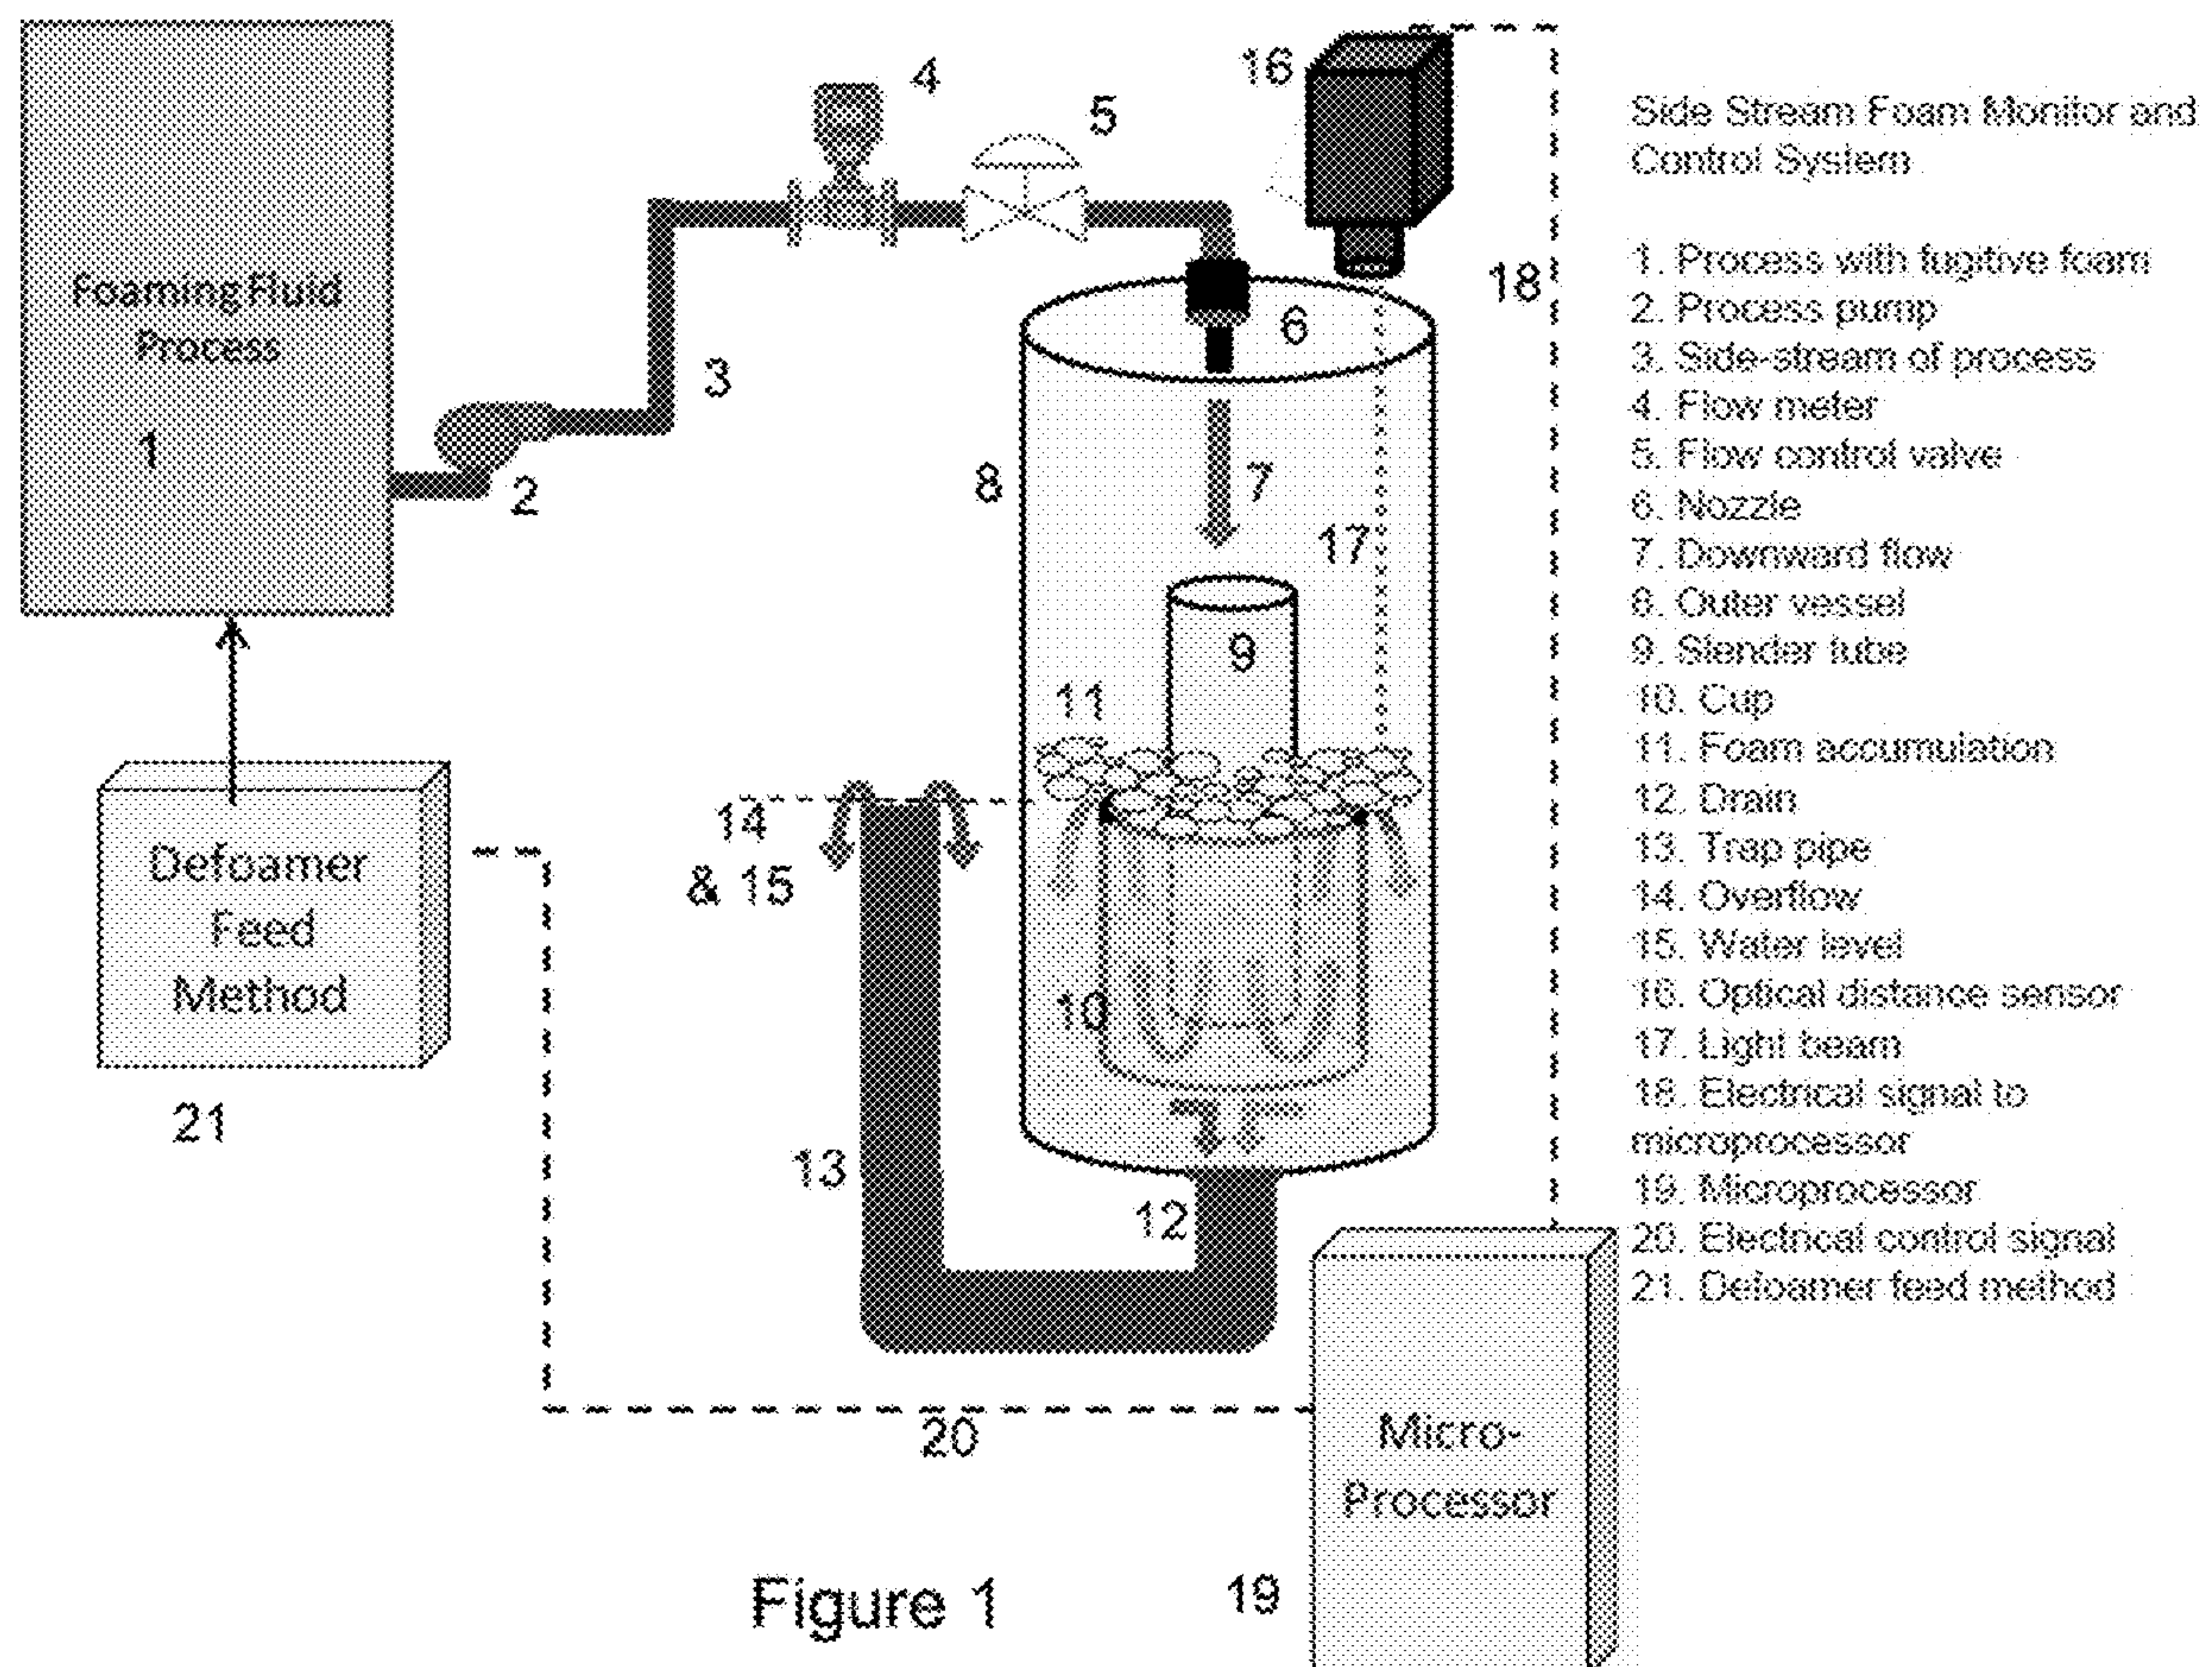 Foaming Fluid
Process
1
2
3
4
5
16
6
18
8
7
17
9
11
14
& 15
10
13
12
Defoamer
Feed
Method
21
20
Micro-
Processor
19
Figure 1
Side Stream Foam Monitor and
Control System
1. Process with fugitive foam
2. Process pump
3. Side-stream of process
4. Flow meter
5. Flow control valve
6. Nozzle
7. Downward flow
8. Outer vessel
9. Slender tube
10. Cup
11. Foam accumulation
12. Drain
13. Trap pipe
14. Overflow
15. Water level
16. Optical distance sensor
17. Light beam
18. Electrical signal to
microprocessor
19. Microprocessor
20. Electrical control signal
21. Defoamer feed method